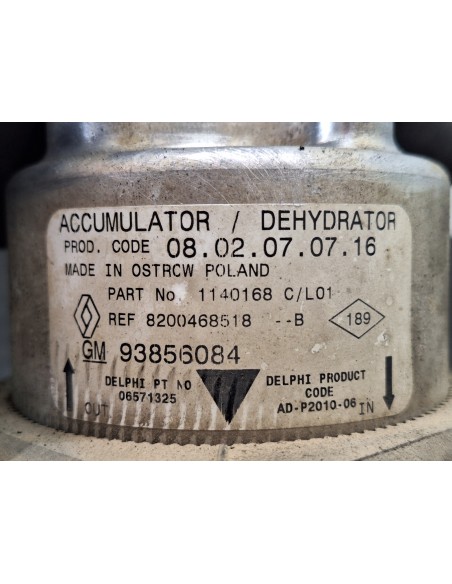 ACCUMULATOR / DEHYDRATOR
PROD. CODE 08.02.07.07.16
MADE IN OSTRCW POLAND
PART No. 1140168 C/L01
REF 8200468518 --B 189
GM 93856084
DELPHI PT NO
06571325
DELPHI PRODUCT
CODE
AD-P2010-06
OUT
IN